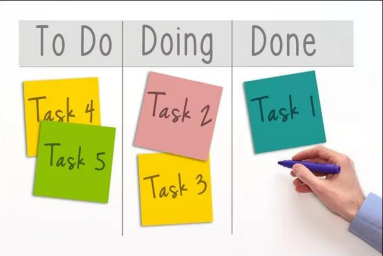 To Do
Doing
Done
Task 4
Task 5
Task 2
Task 3
Task 1